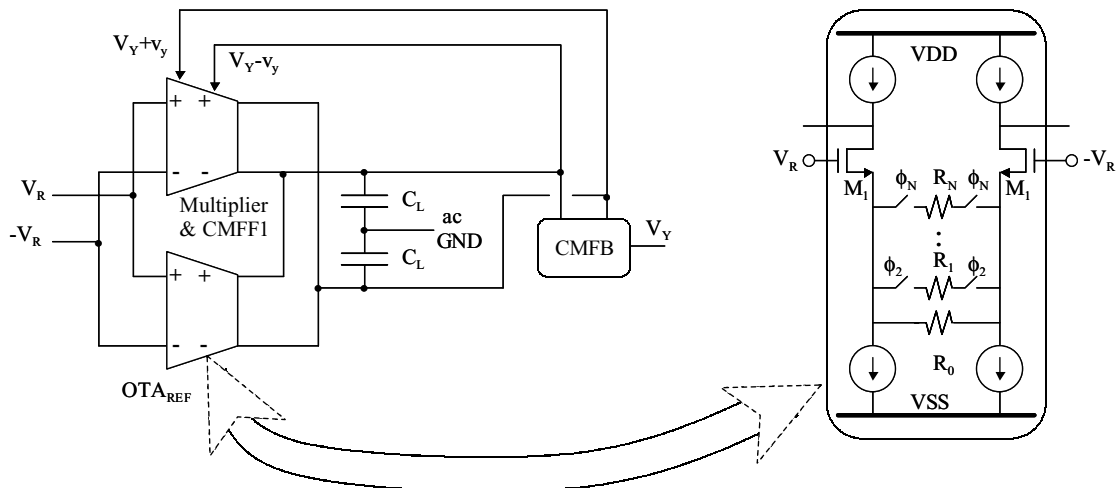 V_Y+v_y
V_Y-v_y
+ +
- -
V_R
-V_R
Multiplier
& CMFF1
C_L
ac
GND
C_L
CMFB
V_Y
+ +
- -
OTA_REF
VDD
V_R
-V_R
M_1
M_1
ϕ_N R_N ϕ_N
ϕ_2 R_1 ϕ_2
R_0
VSS